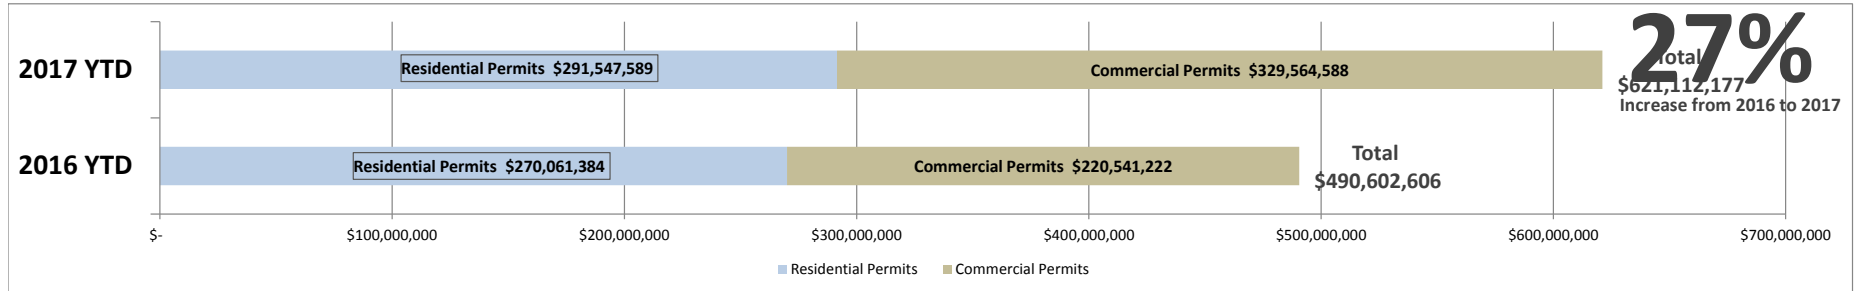 27%
2017 YTD
Residential Permits $291,547,589
Commercial Permits $329,564,588
Total
$621,112,177
Increase from 2016 to 2017
2016 YTD
Residential Permits $270,061,384
Commercial Permits $220,541,222
Total
$490,602,606
$- $100,000,000 $200,000,000 $300,000,000 $400,000,000 $500,000,000 $600,000,000 $700,000,000
Residential Permits Commercial Permits